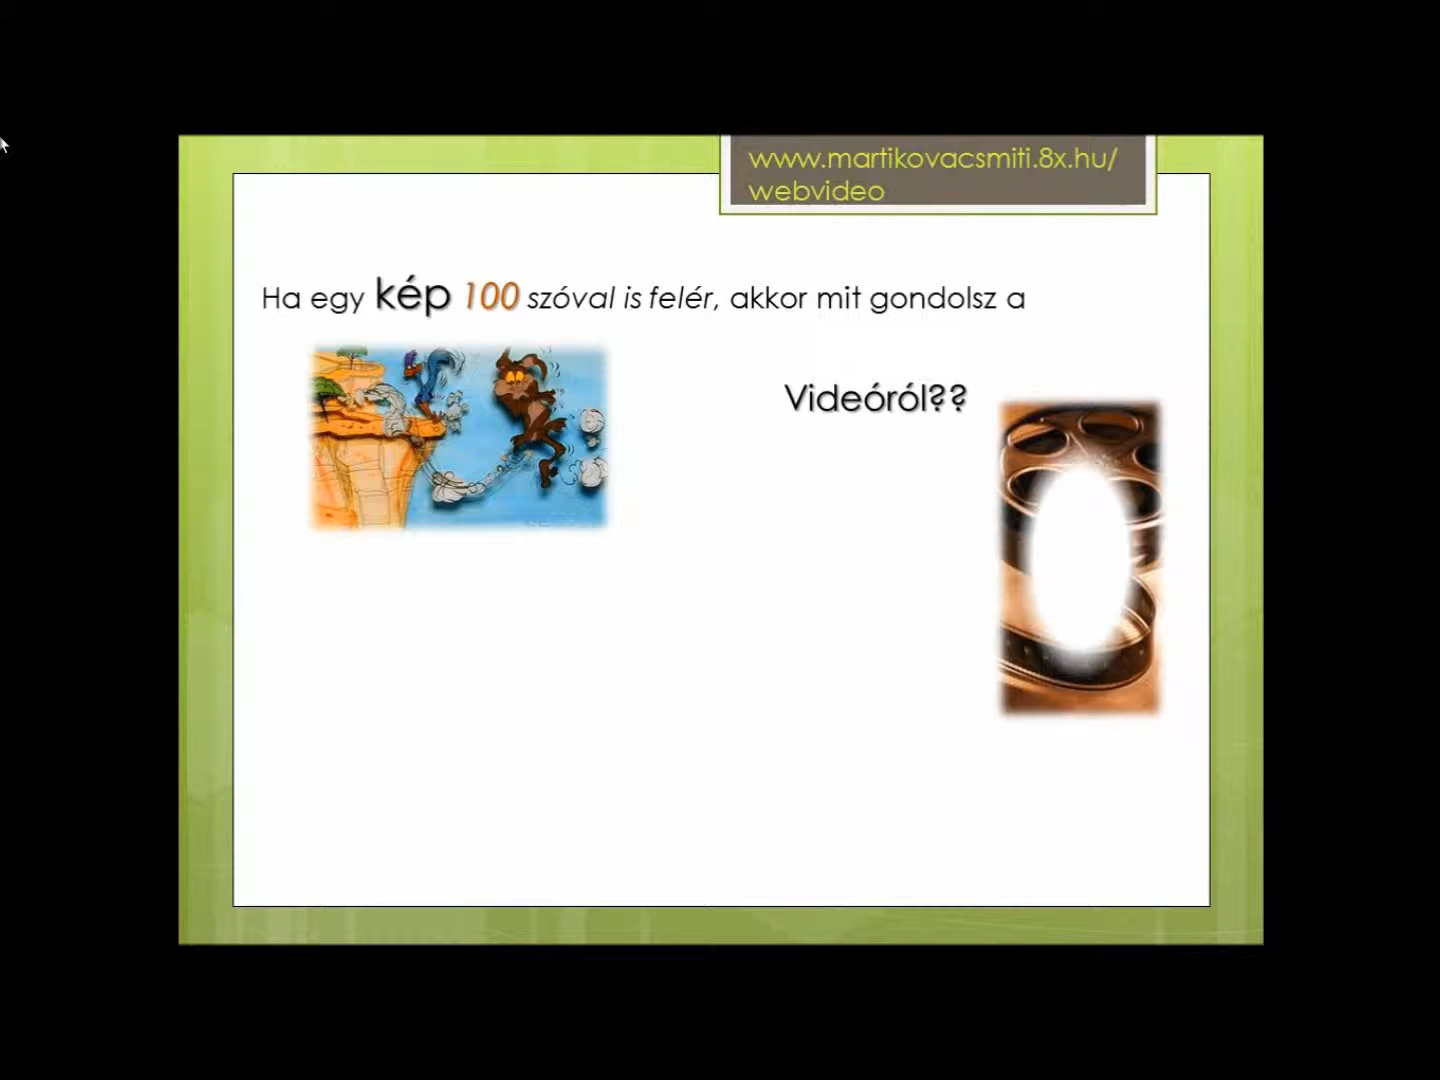 www.martikovacsmiti.8x.hu/
webvideo
Ha egy kép 100 szóval is felér, akkor mit gondolsz a
Videóról??